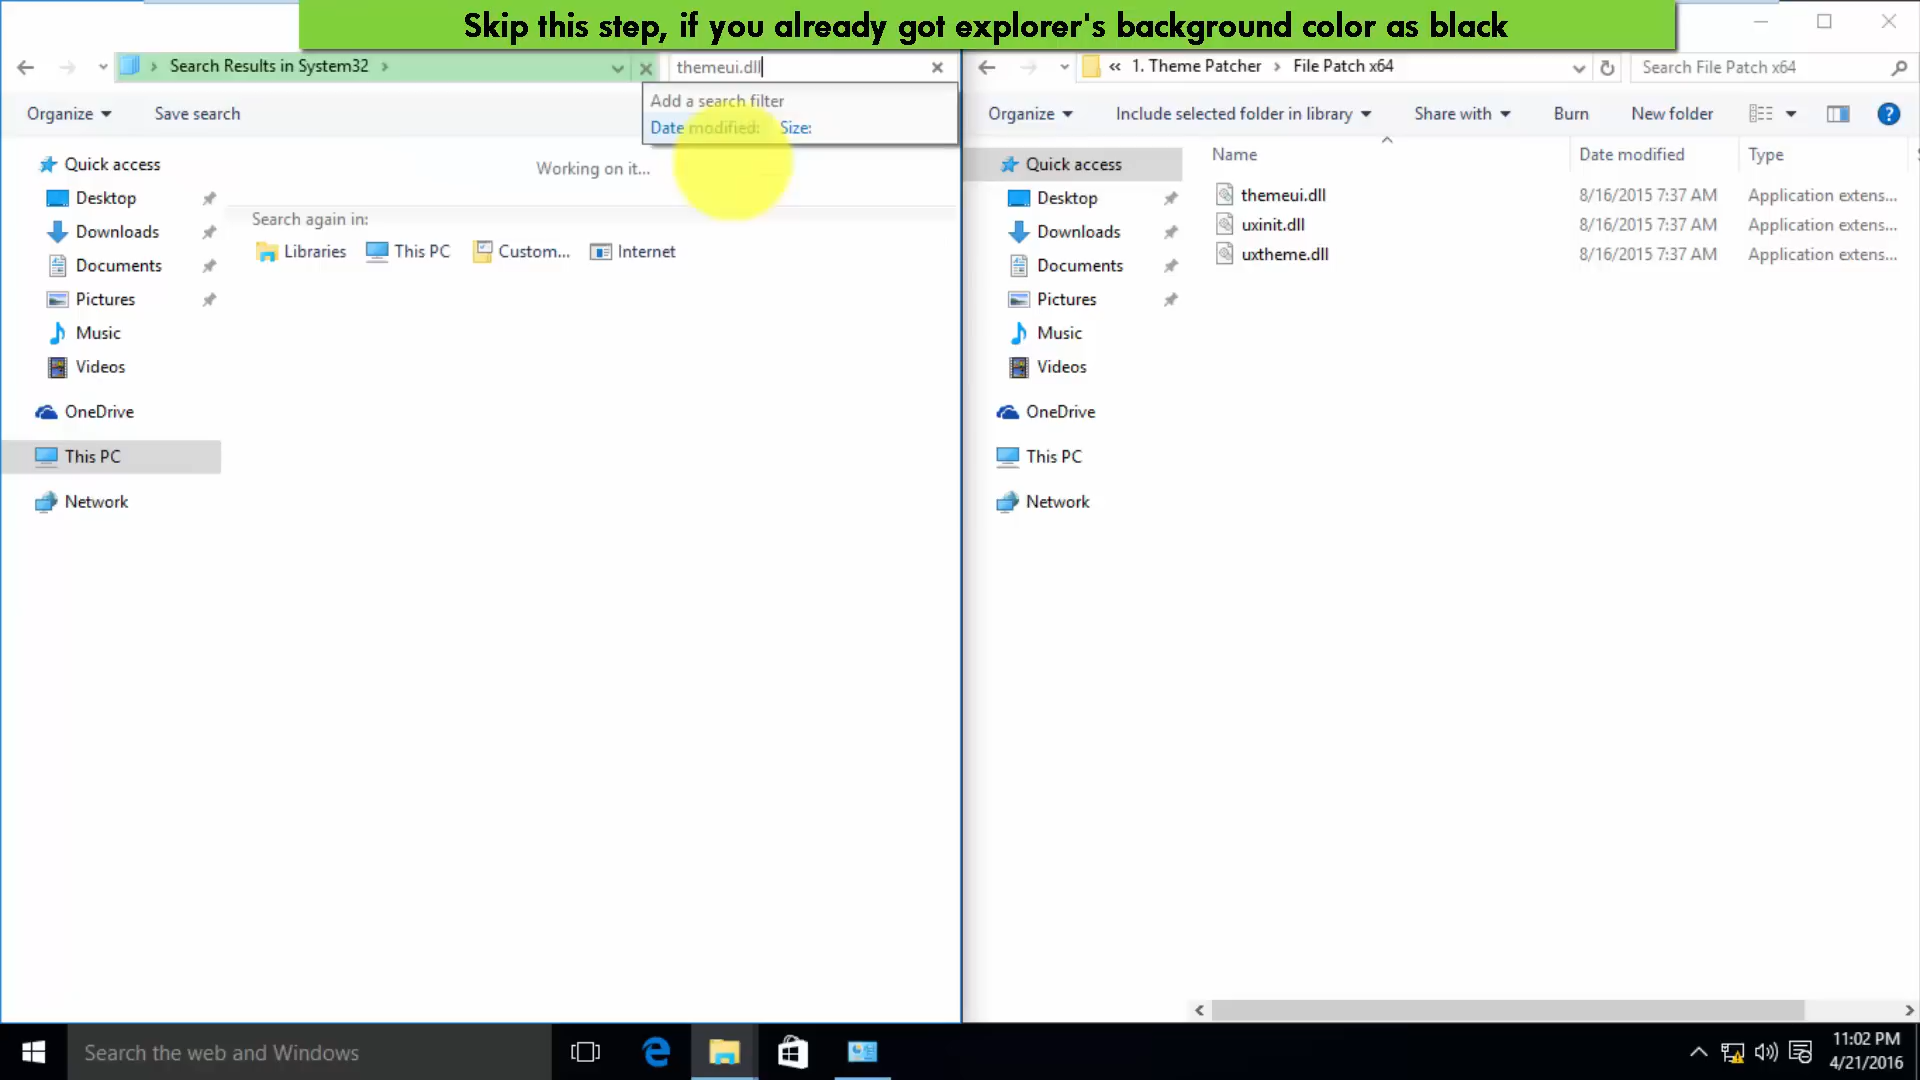 Skip this step, if you already got explorer's background color as black
Search Results in System32
themeui.dll
1. Theme Patcher
File Patch x64
Search File Patch x64
Add a search filter
Date modified:
Size:
Organize
Save search
Organize
Include selected folder in library
Share with
Burn
New folder
Quick access
Desktop
Downloads
Documents
Pictures
Music
Videos
OneDrive
This PC
Network
Working on it...
Search again in:
Libraries
This PC
Custom...
Internet
Quick access
Desktop
Downloads
Documents
Pictures
Music
Videos
OneDrive
This PC
Network
Name
Date modified
Type
themeui.dll
8/16/2015 7:37 AM
Application extens...
uxinit.dll
8/16/2015 7:37 AM
Application extens...
uxtheme.dll
8/16/2015 7:37 AM
Application extens...
Search the web and Windows
11:02 PM
4/21/2016